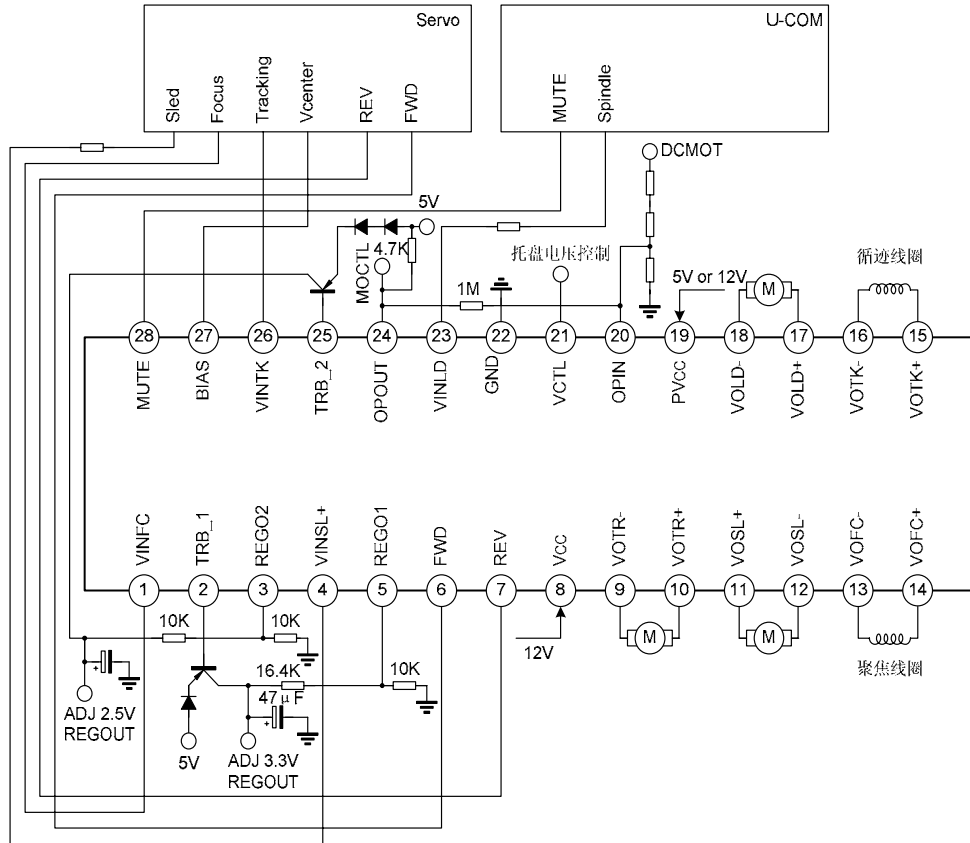 Servo
U-COM
Sled
Focus
Tracking
Vcenter
REV
FWD
MUTE
Spindle
DCMOT
5V
4.7K
MOCTL
托盘电压控制
1M
5V or 12V
M
循迹线圈
28
27
26
25
24
23
22
21
20
19
18
17
16
15
MUTE
BIAS
VINTK
TRB_2
OPOUT
VINLD
GND
VCTL
OPIN
PVCC
VOLD-
VOLD+
VOTK-
VOTK+
VINFC
TRB_1
REGO2
VINSL+
REGO1
FWD
REV
VCC
VOTR-
VOTR+
VOSL+
VOSL-
VOFC-
VOFC+
1
2
3
4
5
6
7
8
9
10
11
12
13
14
10K
10K
12V
M
M
聚焦线圈
16.4K
10K
47μF
+
+
ADJ 2.5V
REGOUT
5V
ADJ 3.3V
REGOUT